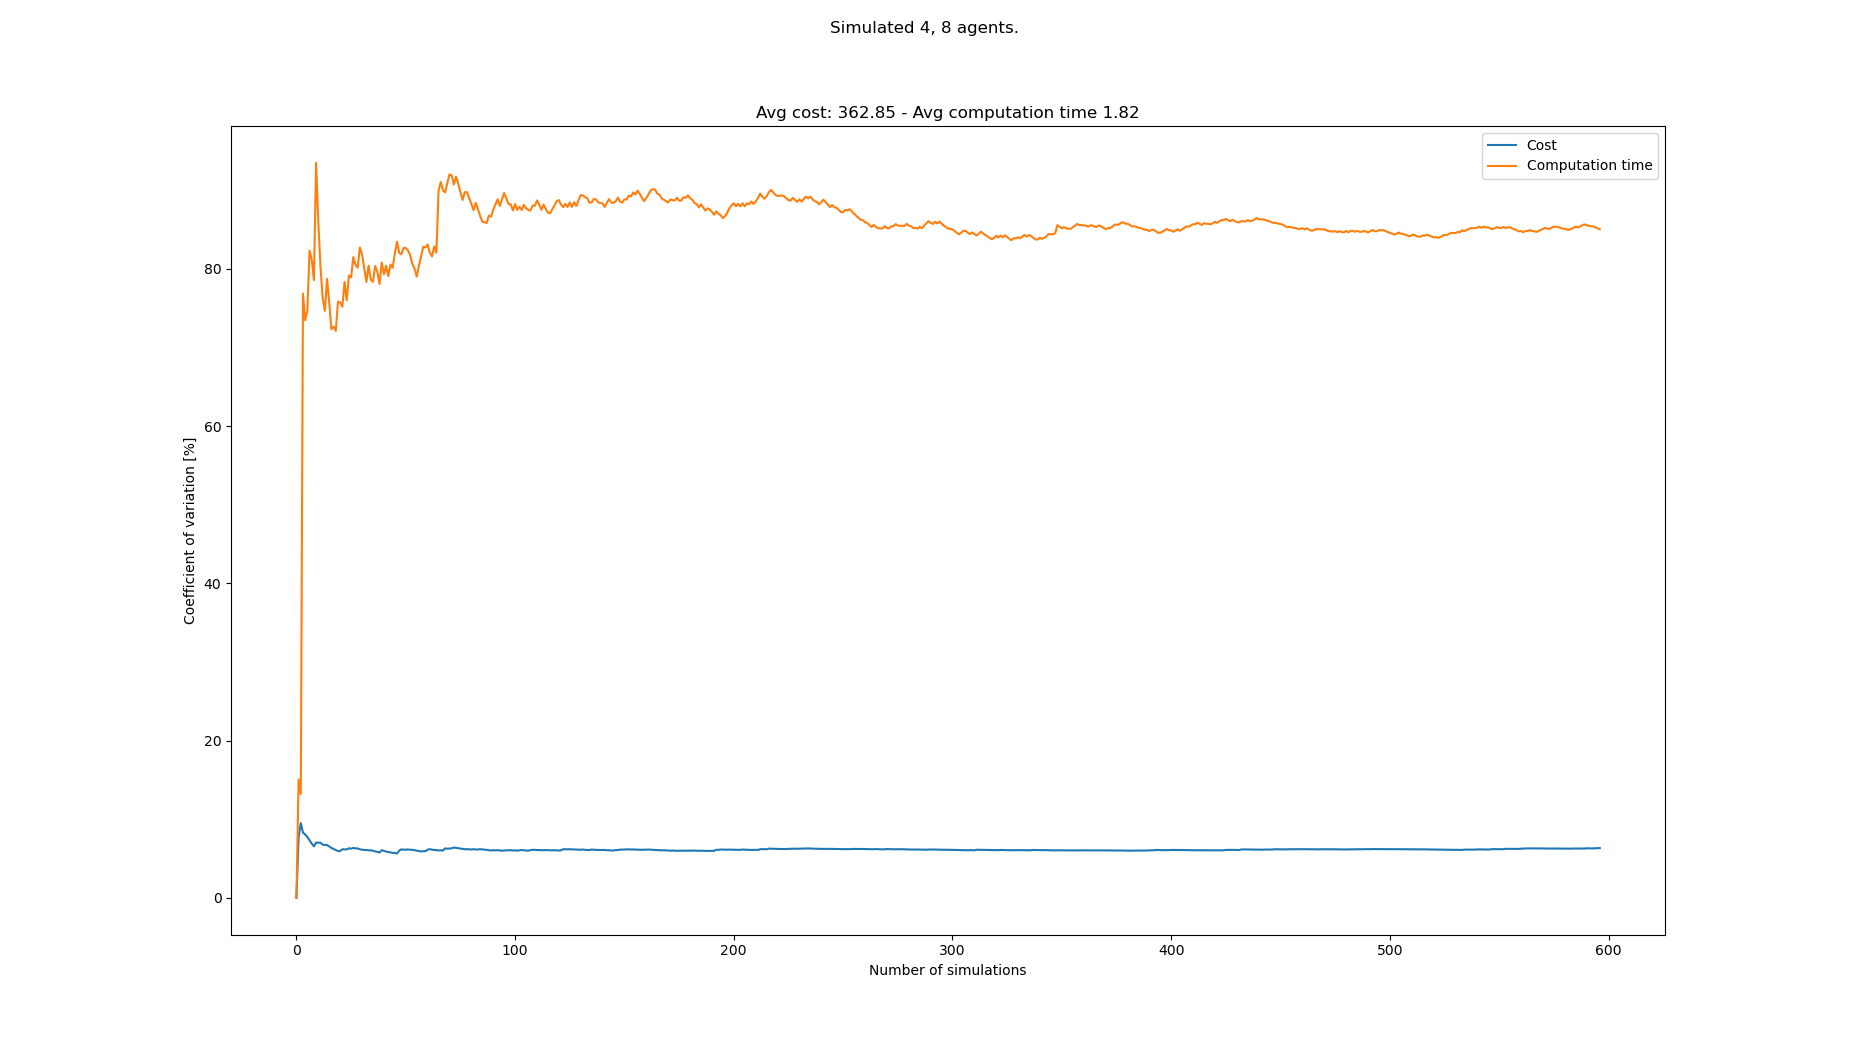 Simulated 4, 8 agents.
Avg cost: 362.85 - Avg computation time 1.82
Cost
Computation time
Coefficient of variation [%]
80
60
40
20
0
0 100 200 300 400 500 600
Number of simulations